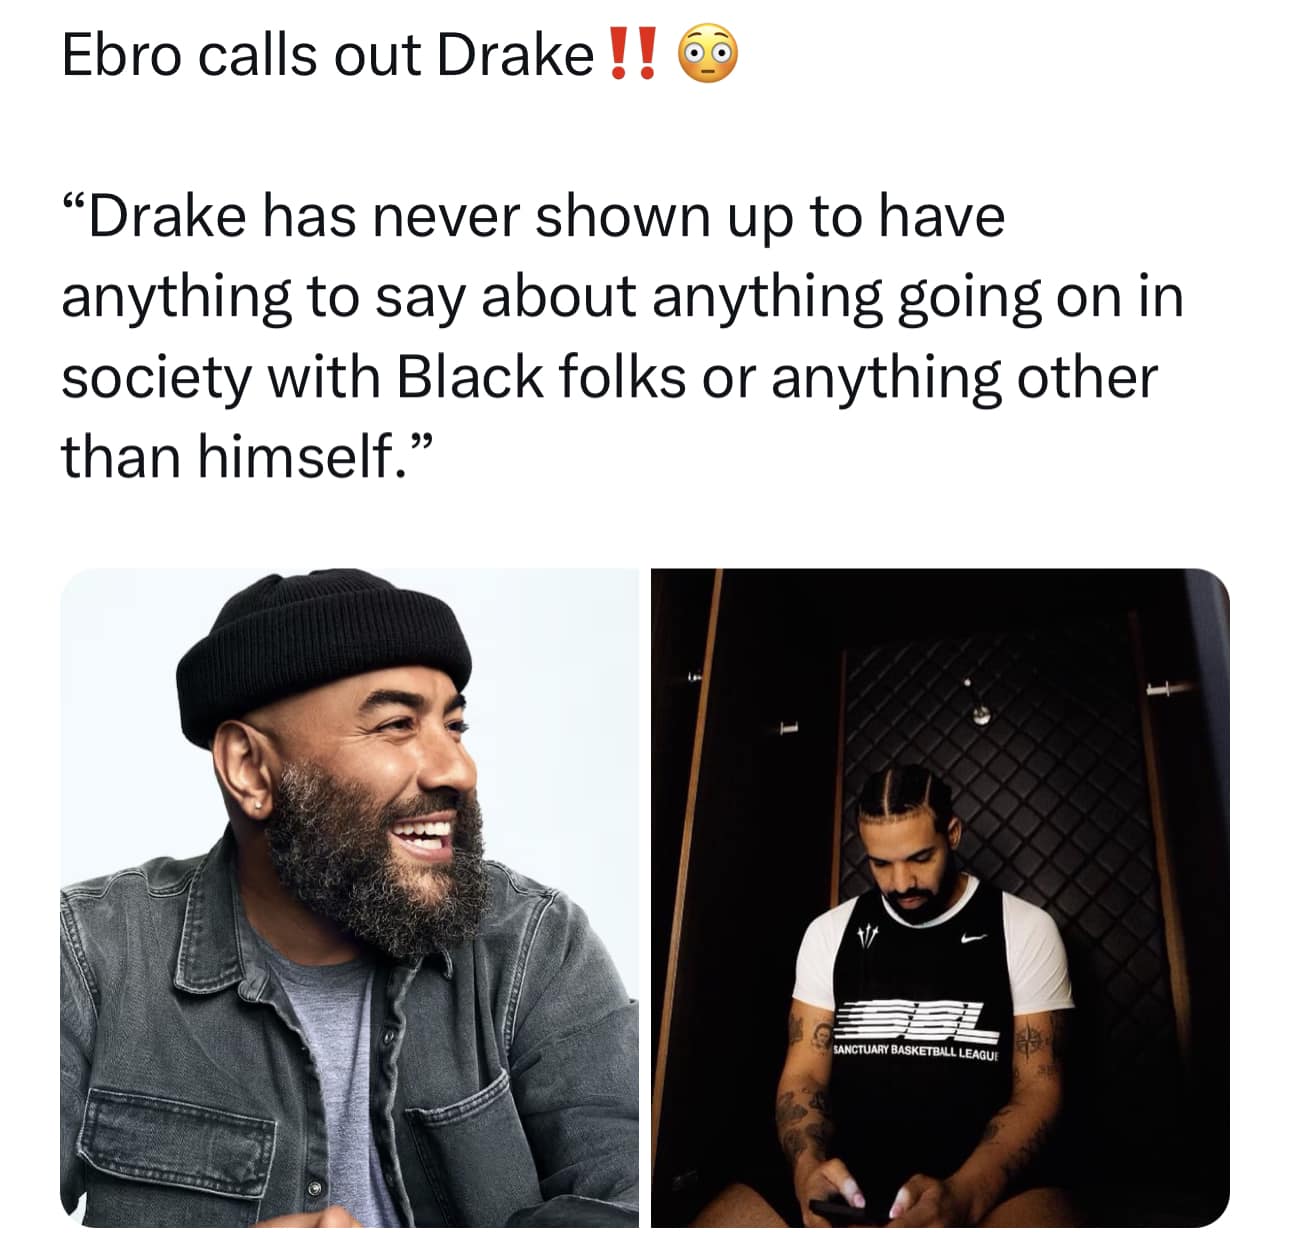 Ebro calls out Drake‼️ 😳
“Drake has never shown up to have
anything to say about anything going on in
society with Black folks or anything other
than himself.”
SBL
SANCTUARY BASKETBALL LEAGUE